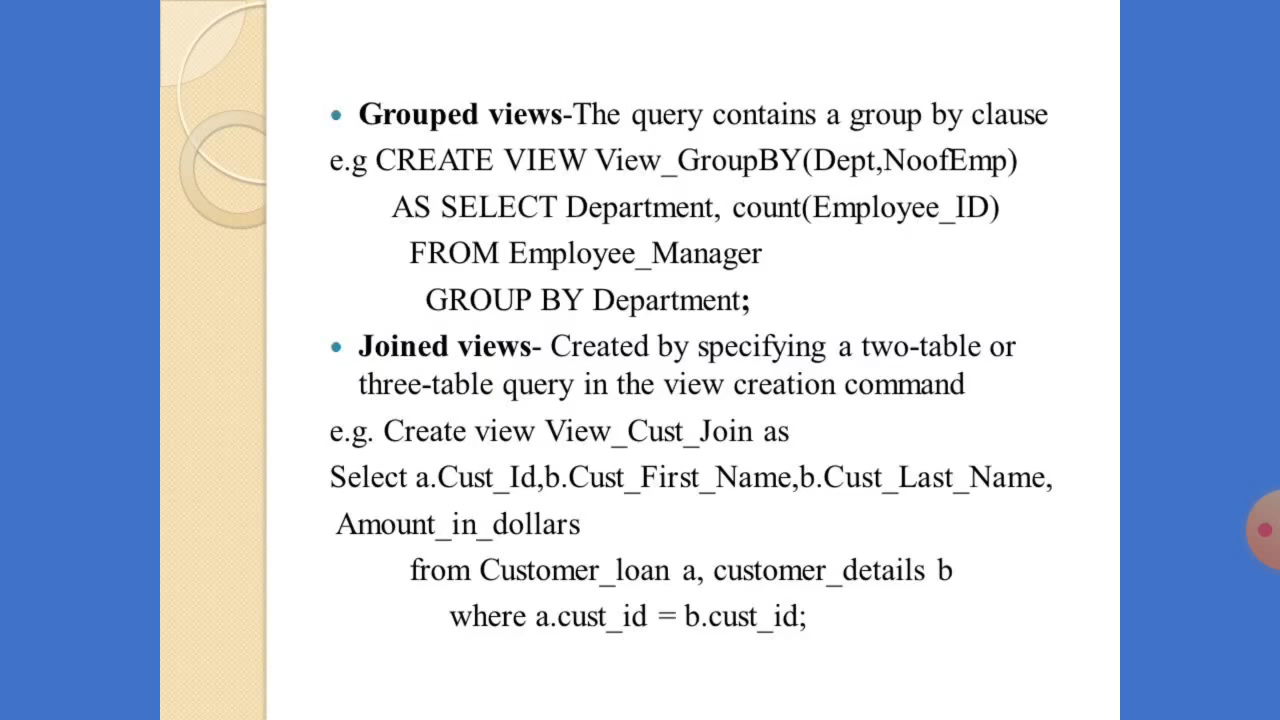 • Grouped views-The query contains a group by clause
e.g CREATE VIEW View_GroupBY(Dept,NoofEmp)
AS SELECT Department, count(Employee_ID)
FROM Employee_Manager
GROUP BY Department;
• Joined views- Created by specifying a two-table or
three-table query in the view creation command
e.g. Create view View_Cust_Join as
Select a.Cust_Id,b.Cust_First_Name,b.Cust_Last_Name,
Amount_in_dollars
from Customer_loan a, customer_details b
where a.cust_id = b.cust_id;